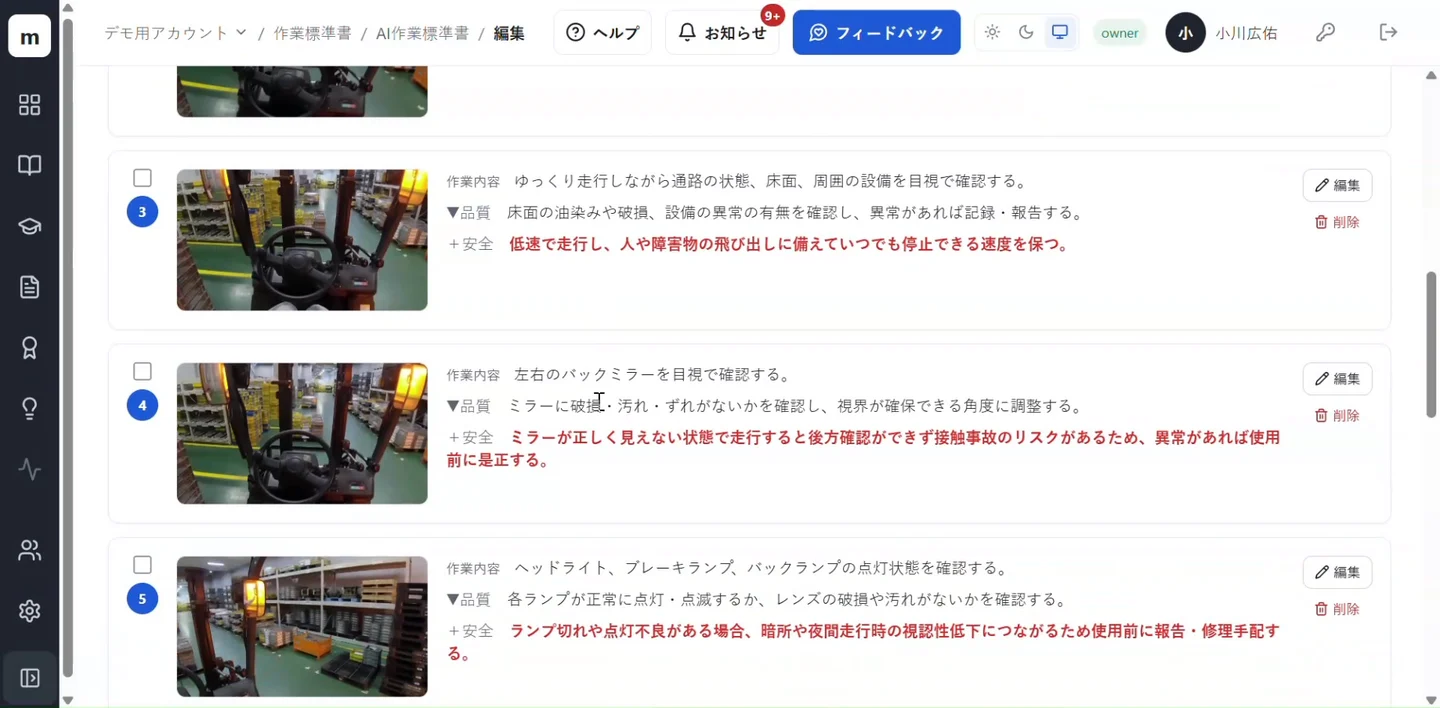 m
デモ用アカウント / 作業標準書 / AI作業標準書 / 編集
ヘルプ
お知らせ
9+
フィードバック
owner
小
小川広佑
3
作業内容 ゆっくり走行しながら通路の状態、床面、周囲の設備を目視で確認する。
▼品質 床面の油染みや破損、設備の異常の有無を確認し、異常があれば記録・報告する。
＋安全 低速で走行し、人や障害物の飛び出しに備えていつでも停止できる速度を保つ。
編集
削除
4
作業内容 左右のバックミラーを目視で確認する。
▼品質 ミラーに破損・汚れ・ずれがないかを確認し、視界が確保できる角度に調整する。
＋安全 ミラーが正しく見えない状態で走行すると後方確認ができず接触事故のリスクがあるため、異常があれば使用
前に是正する。
編集
削除
5
作業内容 ヘッドライト、ブレーキランプ、バックランプの点灯状態を確認する。
▼品質 各ランプが正常に点灯・点滅するか、レンズの破損や汚れがないかを確認する。
＋安全 ランプ切れや点灯不良がある場合、暗所や夜間走行時の視認性低下につながるため使用前に報告・修理手配す
る。
編集
削除